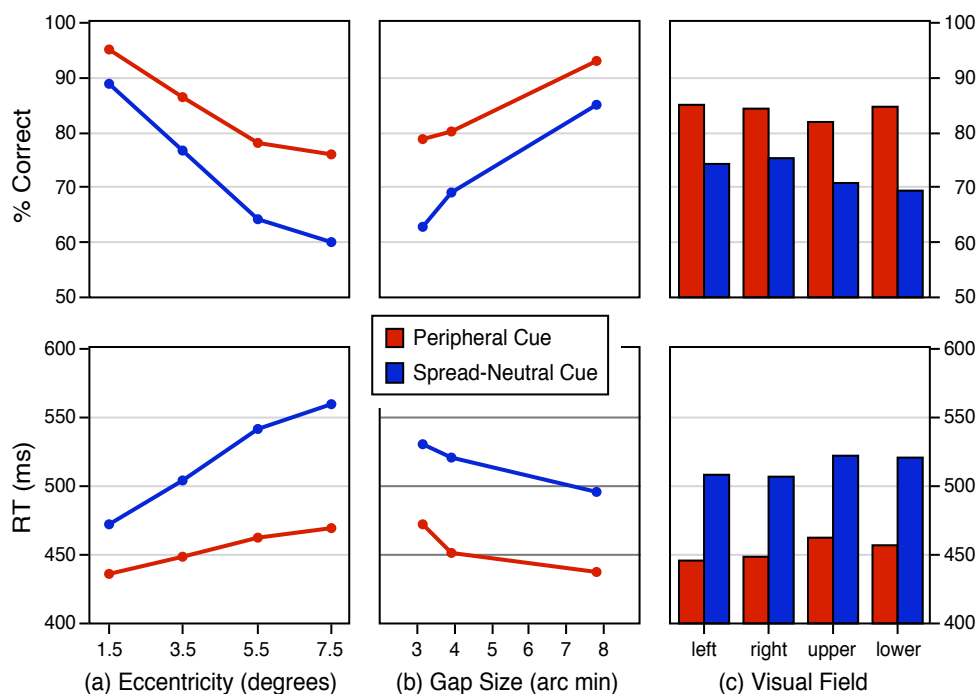 100
90
80
70
60
50
% Correct
100
90
80
70
60
50
Peripheral Cue
Spread-Neutral Cue
600
550
500
450
400
RT (ms)
600
550
500
450
400
1.5 3.5 5.5 7.5
3 4 5 6 7 8
left right upper lower
(a) Eccentricity (degrees)
(b) Gap Size (arc min)
(c) Visual Field